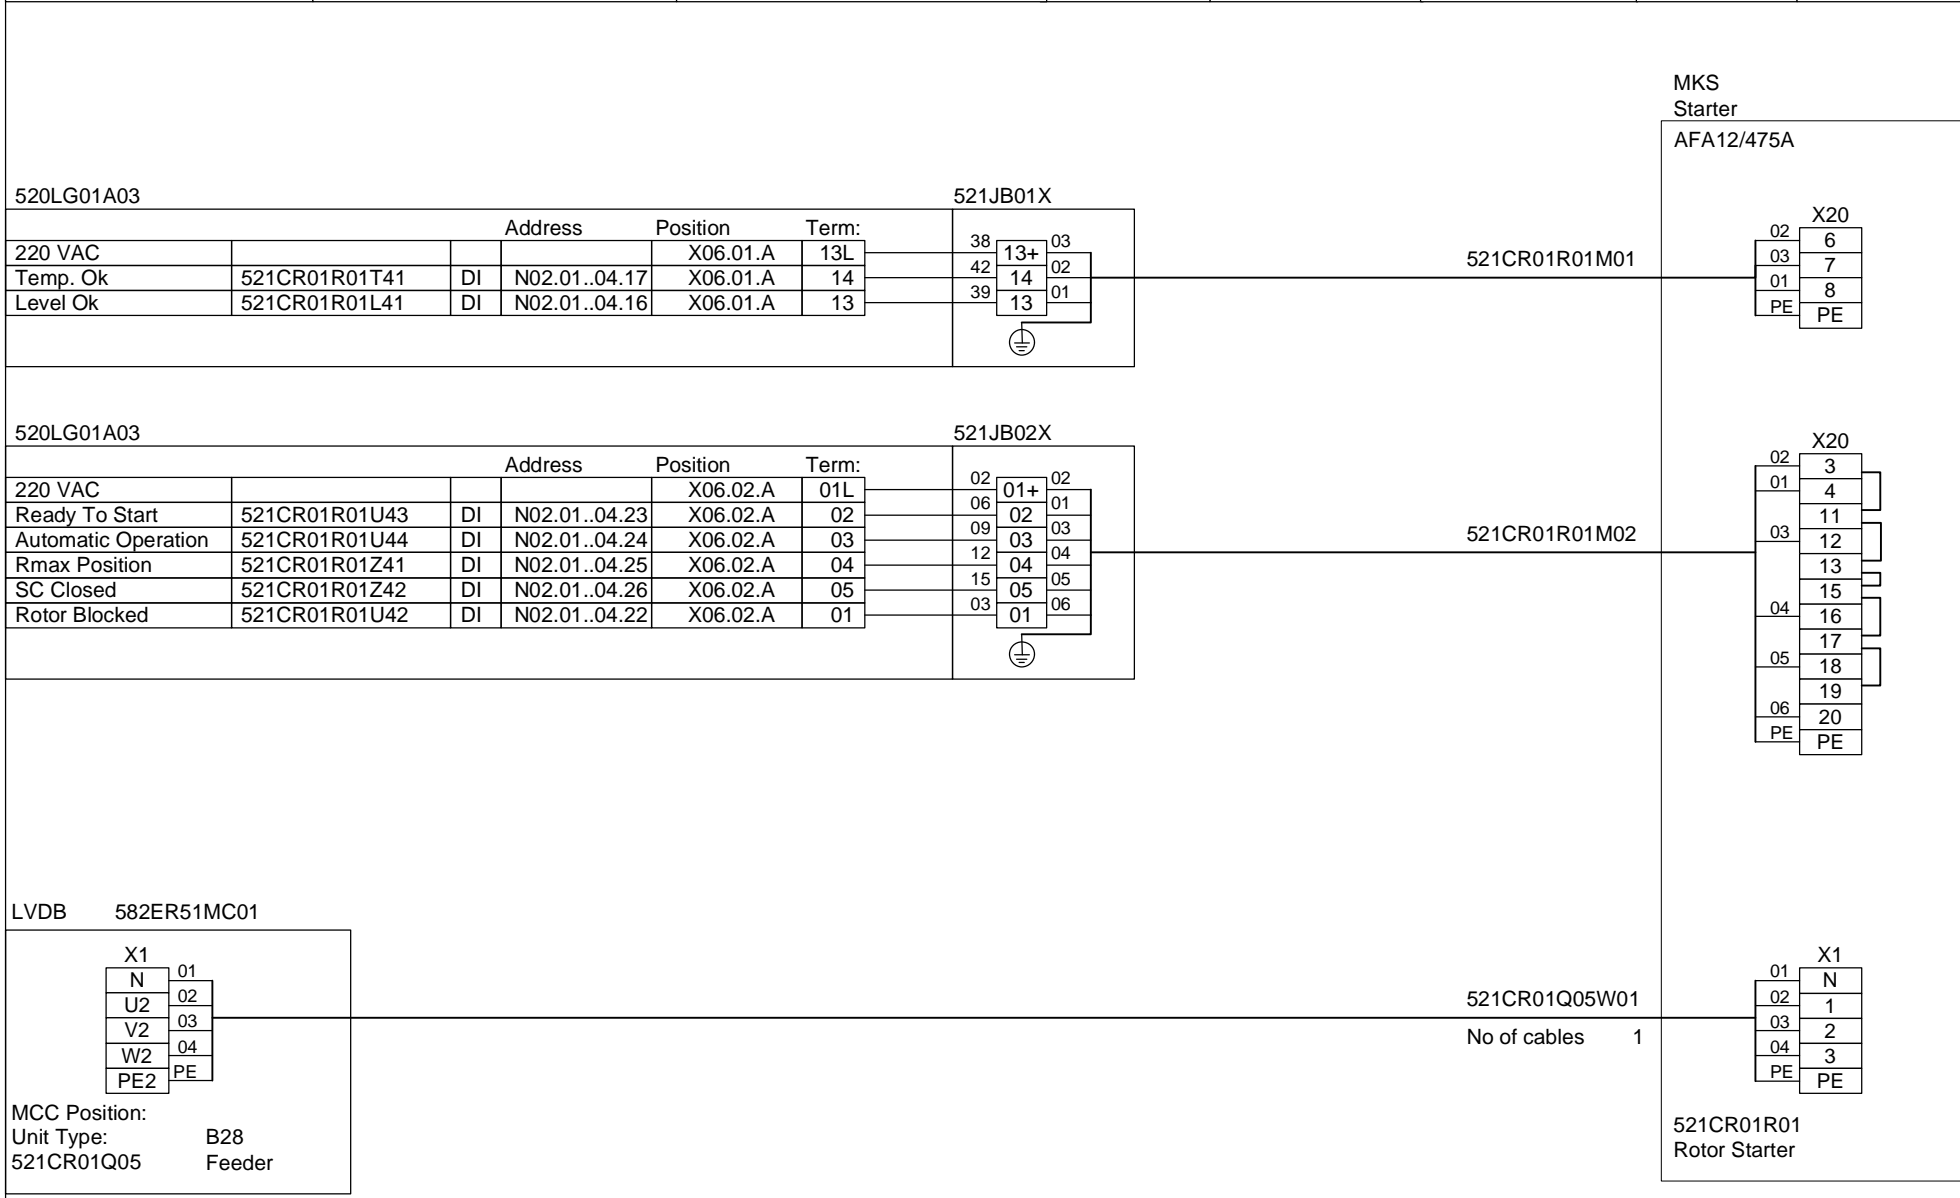 MKS
Starter
AFA12/475A
520LG01A03 521JB01X
Address Position Term:
220 VAC X06.01.A 13L
Temp. Ok 521CR01R01T41 DI N02.01..04.17 X06.01.A 14
Level Ok 521CR01R01L41 DI N02.01..04.16 X06.01.A 13
38 13+ 03
42 14 02
39 13 01
521CR01R01M01
X20
02 6
03 7
01 8
PE PE
520LG01A03 521JB02X
Address Position Term:
220 VAC X06.02.A 01L
Ready To Start 521CR01R01U43 DI N02.01..04.23 X06.02.A 02
Automatic Operation 521CR01R01U44 DI N02.01..04.24 X06.02.A 03
Rmax Position 521CR01R01Z41 DI N02.01..04.25 X06.02.A 04
SC Closed 521CR01R01Z42 DI N02.01..04.26 X06.02.A 05
Rotor Blocked 521CR01R01U42 DI N02.01..04.22 X06.02.A 01
02 01+ 02
06 02 01
09 03 03
12 04 04
15 05 05
03 01 06
521CR01R01M02
X20
02 3
01 4
11
03 12
13
15
04 16
17
05 18
19
06 20
PE PE
LVDB 582ER51MC01
X1
N 01
U2 02
V2 03
W2 04
PE2 PE
MCC Position:
Unit Type: B28
521CR01Q05 Feeder
521CR01Q05W01
No of cables 1
X1
01 N
02 1
03 2
04 3
PE PE
521CR01R01
Rotor Starter